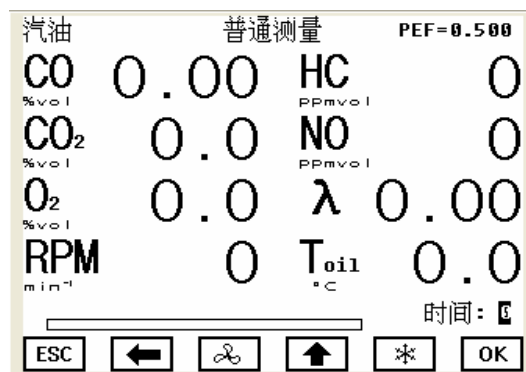 汽油 普通测量 PEF=0.500
CO 0.00 HC 0
%vol ppmvol
CO₂ 0.0 NO 0
%vol ppmvol
O₂ 0.0 λ 0.00
%vol
RPM 0 Toil 0.0
min⁻¹ °C
时间:
ESC OK